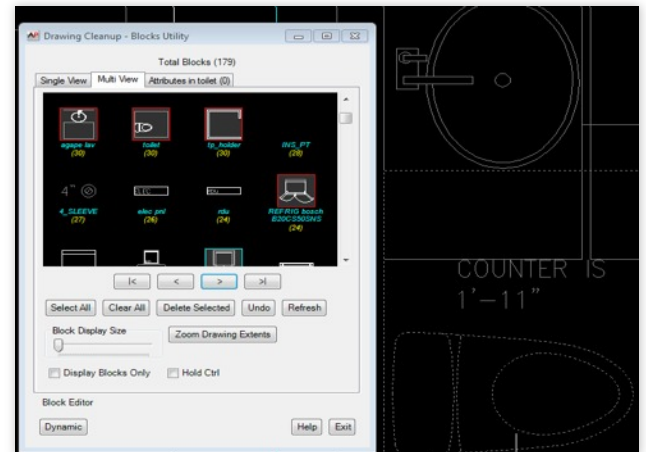 Drawing Cleanup - Blocks Utility
Total Blocks (179)
Single View Multi View Attributes in toilet (0)
agape lav toilet tp_holder INS_PT
(30) (30) (30) (28)
4" ELEC RDU
4_SLEEVE elec pnl rdu REFRIG bosch
B20CS50SNS
(27) (26) (24) (24)
|< < > >|
Select All Clear All Delete Selected Undo Refresh
Block Display Size
Zoom Drawing Extents
Display Blocks Only Hold Ctrl
Block Editor
Dynamic Help Exit
COUNTER IS
1'-11"